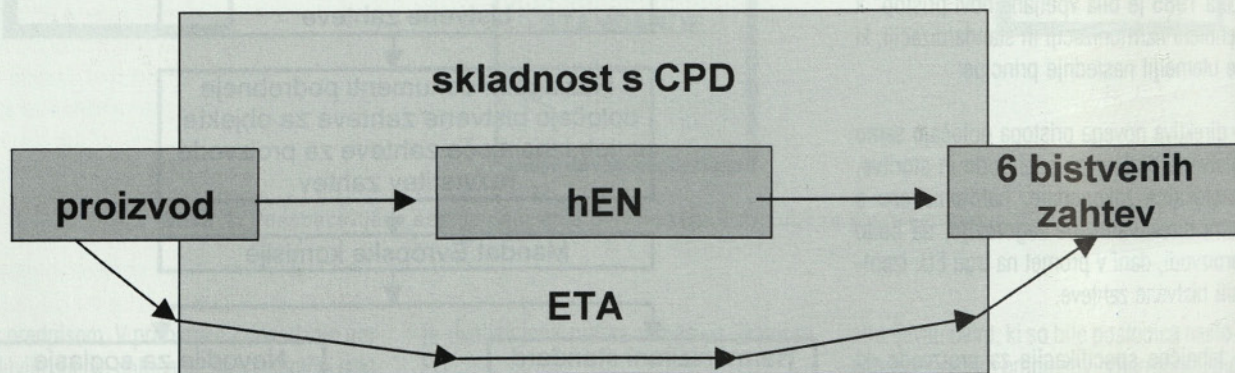 skladnost s CPD
proizvod
hEN
6 bistvenih
zahtev
ETA